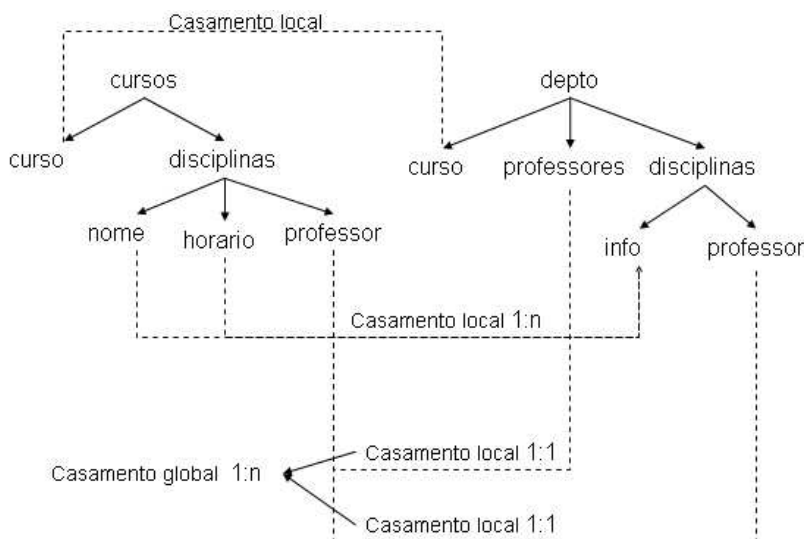 Casamento local
cursos
depto
curso
disciplinas
curso
professores
disciplinas
nome
horario
professor
info
professor
Casamento local 1:n
Casamento local 1:1
Casamento global 1:n
Casamento local 1:1